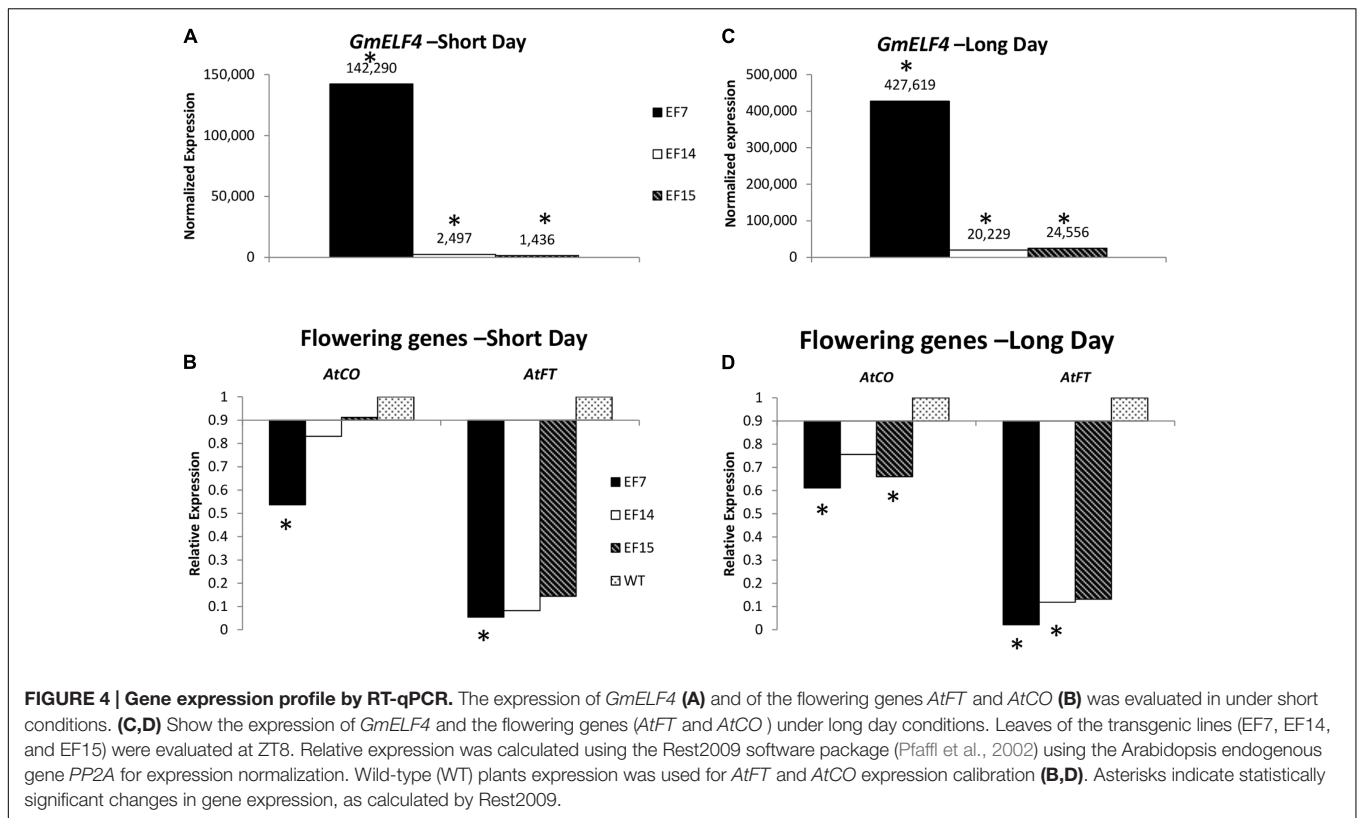 A
GmELF4 –Short Day
*
142,290
150,000
100,000
50,000
0
Normalized Expression
*
2,497
*
1,436
EF7
EF14
EF15
C
GmELF4 –Long Day
*
427,619
500,000
400,000
300,000
200,000
100,000
0
Normalized expression
*
20,229
*
24,556
Flowering genes –Short Day
B
AtCO
AtFT
1
0.9
0.8
0.7
0.6
0.5
0.4
0.3
0.2
0.1
0
Relative Expression
*
*
EF7
EF14
EF15
WT
Flowering genes –Long Day
D
AtCO
AtFT
1
0.9
0.8
0.7
0.6
0.5
0.4
0.3
0.2
0.1
0
Relative Expression
*
*
*
*
FIGURE 4 | Gene expression profile by RT-qPCR. The expression of GmELF4 (A) and of the flowering genes AtFT and AtCO (B) was evaluated in under short
conditions. (C,D) Show the expression of GmELF4 and the flowering genes (AtFT and AtCO ) under long day conditions. Leaves of the transgenic lines (EF7, EF14,
and EF15) were evaluated at ZT8. Relative expression was calculated using the Rest2009 software package (Pfaffl et al., 2002) using the Arabidopsis endogenous
gene PP2A for expression normalization. Wild-type (WT) plants expression was used for AtFT and AtCO expression calibration (B,D). Asterisks indicate statistically
significant changes in gene expression, as calculated by Rest2009.